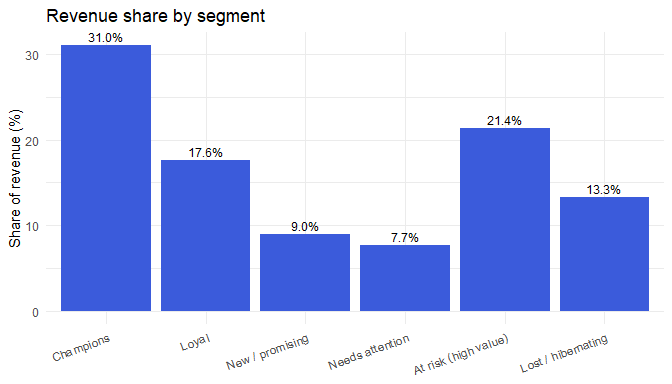 Revenue share by segment
Share of revenue (%)
30
20
10
0
31.0%
17.6%
9.0%
7.7%
21.4%
13.3%
Champions
Loyal
New / promising
Needs attention
At risk (high value)
Lost / hibernating